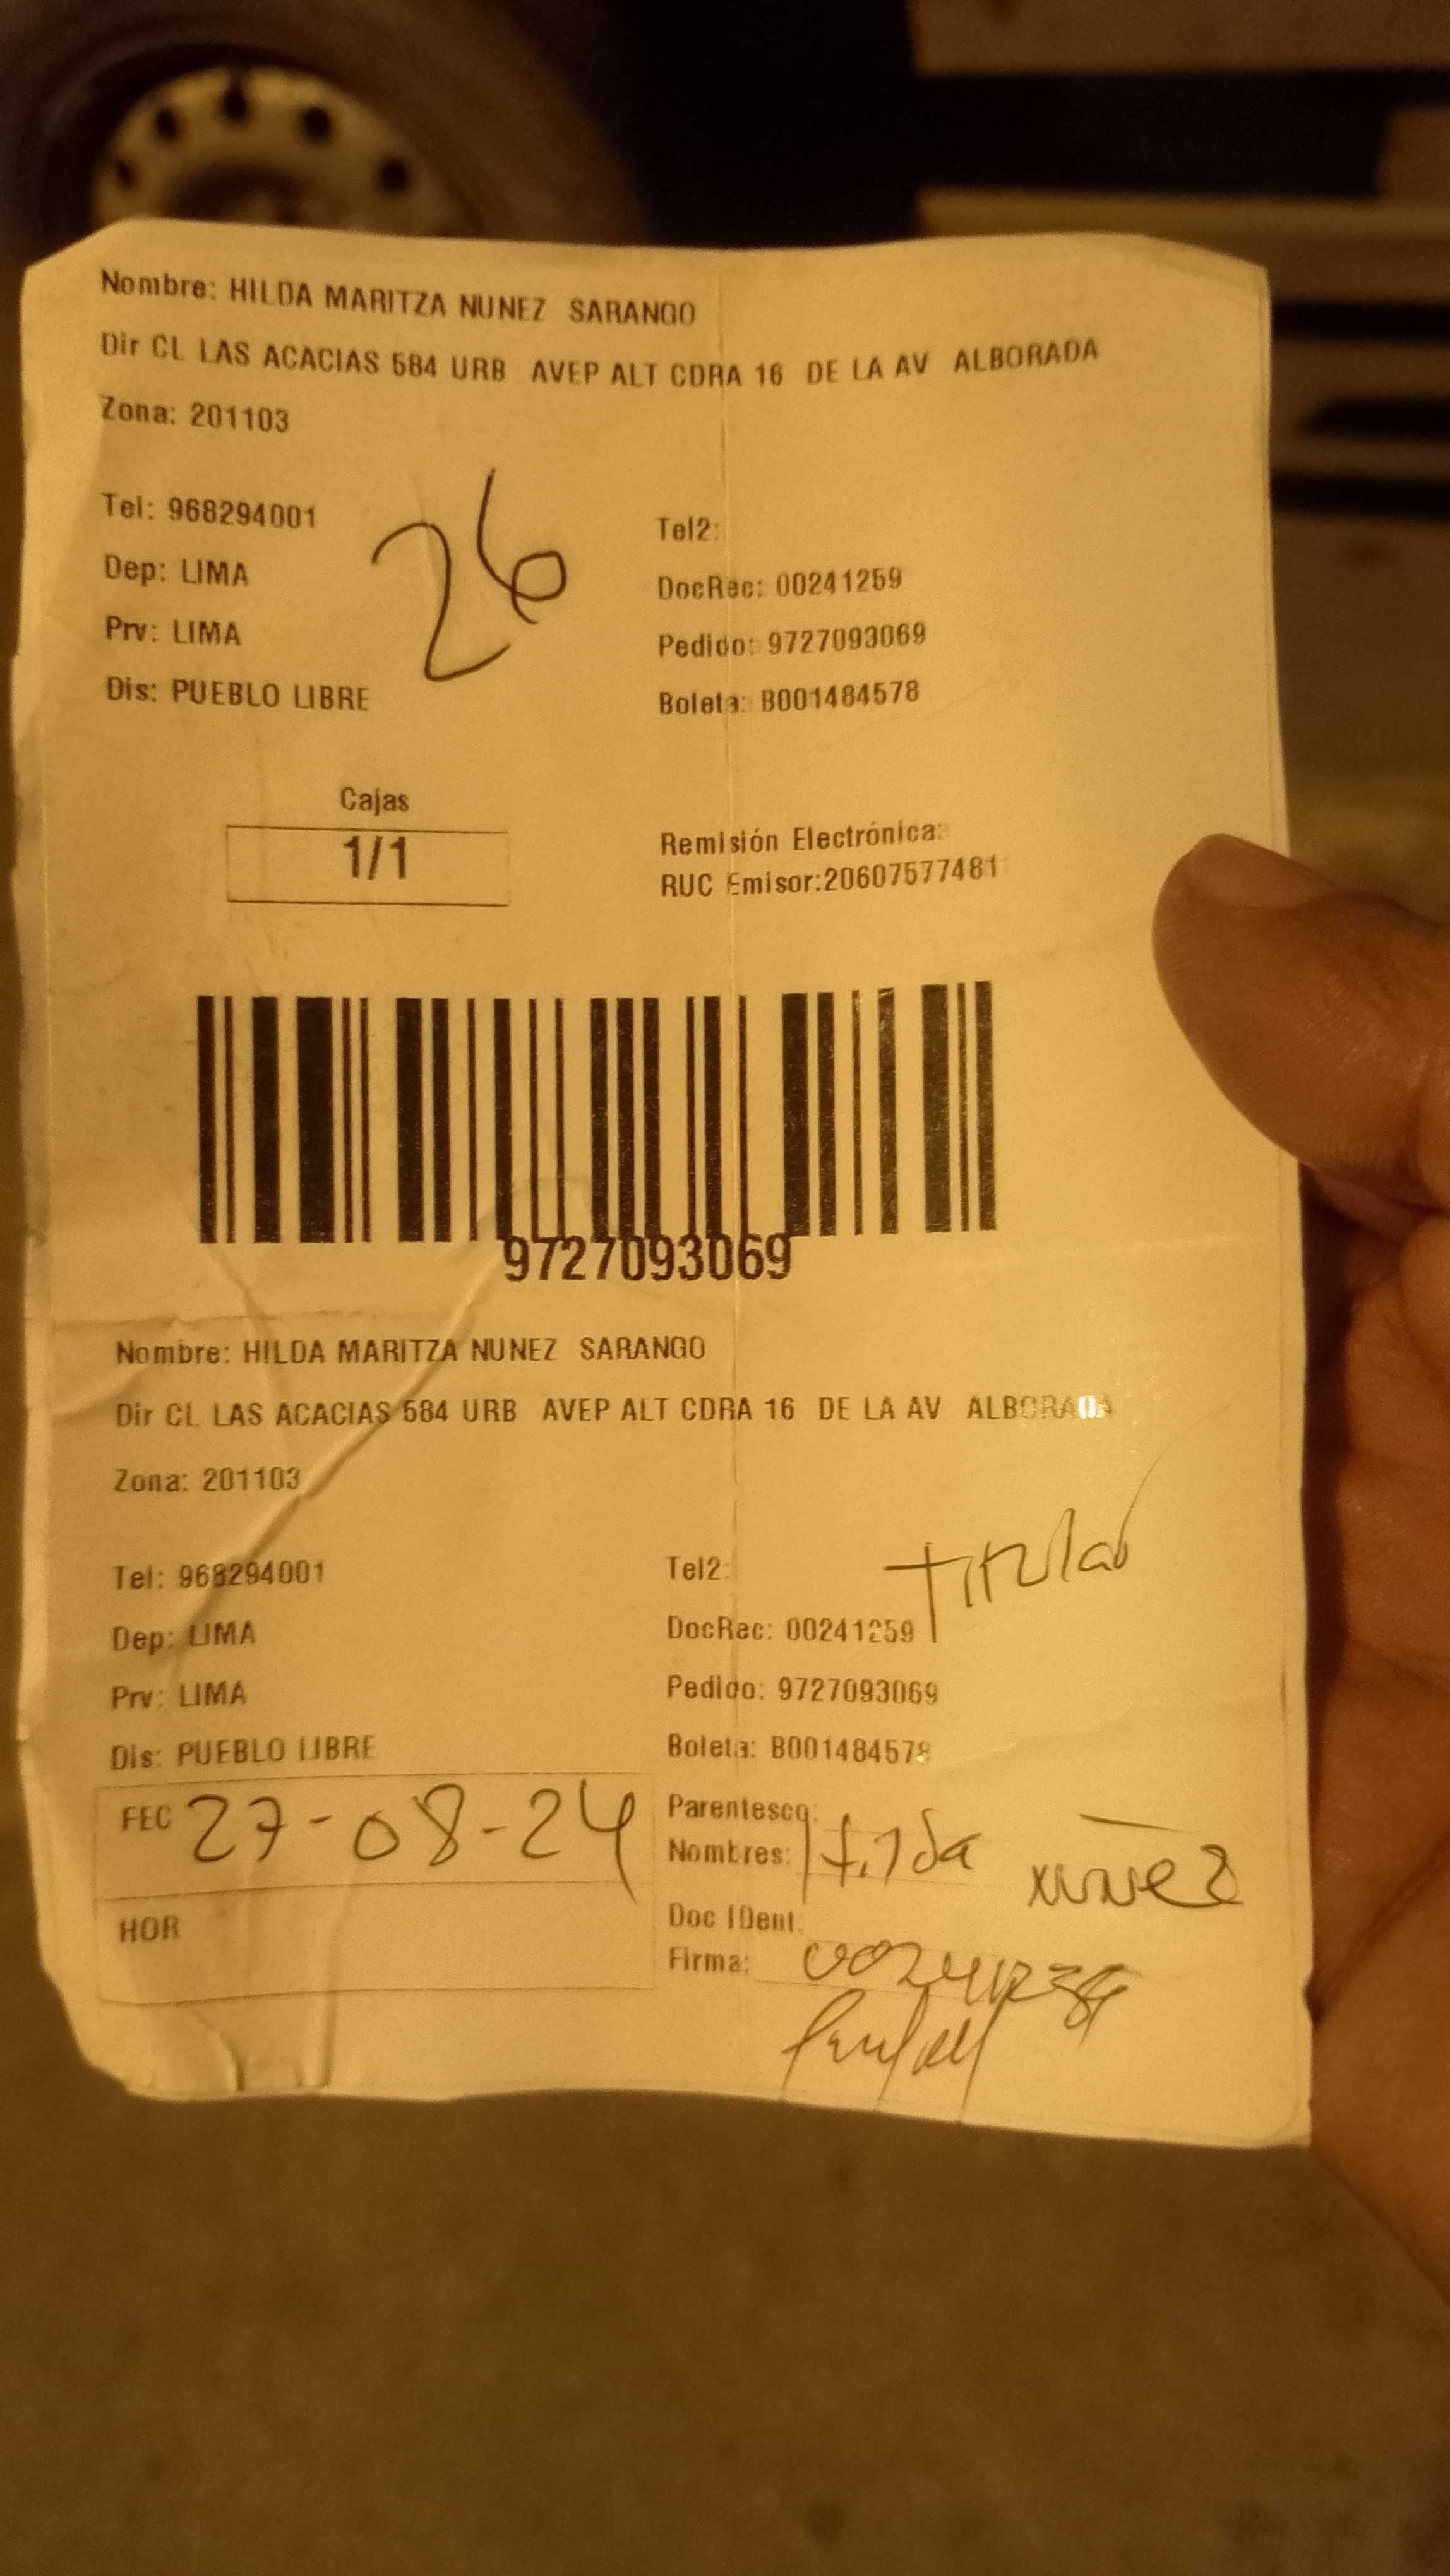 Nombre: HILDA MARITZA NUNEZ SARANGO
Dir CL LAS ACACIAS 584 URB AVEP ALT CDRA 16 DE LA AV ALBORADA
Zona: 201103
26
Tel: 968294001
Tel2:
Dep: LIMA
DocRec: 00241259
Prv: LIMA
Pedido: 9727093069
Dis: PUEBLO LIBRE
Boleta: B001484578
Cajas
1/1
Remisión Electrónica:
RUC Emisor:20607577481
9727093069
Nombre: HILDA MARITZA NUNEZ SARANGO
Dir CL LAS ACACIAS 584 URB AVEP ALT CDRA 16 DE LA AV ALBORADA
Zona: 201103
Titular
Tel: 968294001
Tel2:
Dep: LIMA
DocRec: 00241259
Prv: LIMA
Pedido: 9727093069
Dis: PUEBLO LIBRE
Boleta: B001484578
FEC 27-08-24
Parentesco:
Nombres: Hilda Nuñez
HOR
Doc IDent:
Firma: